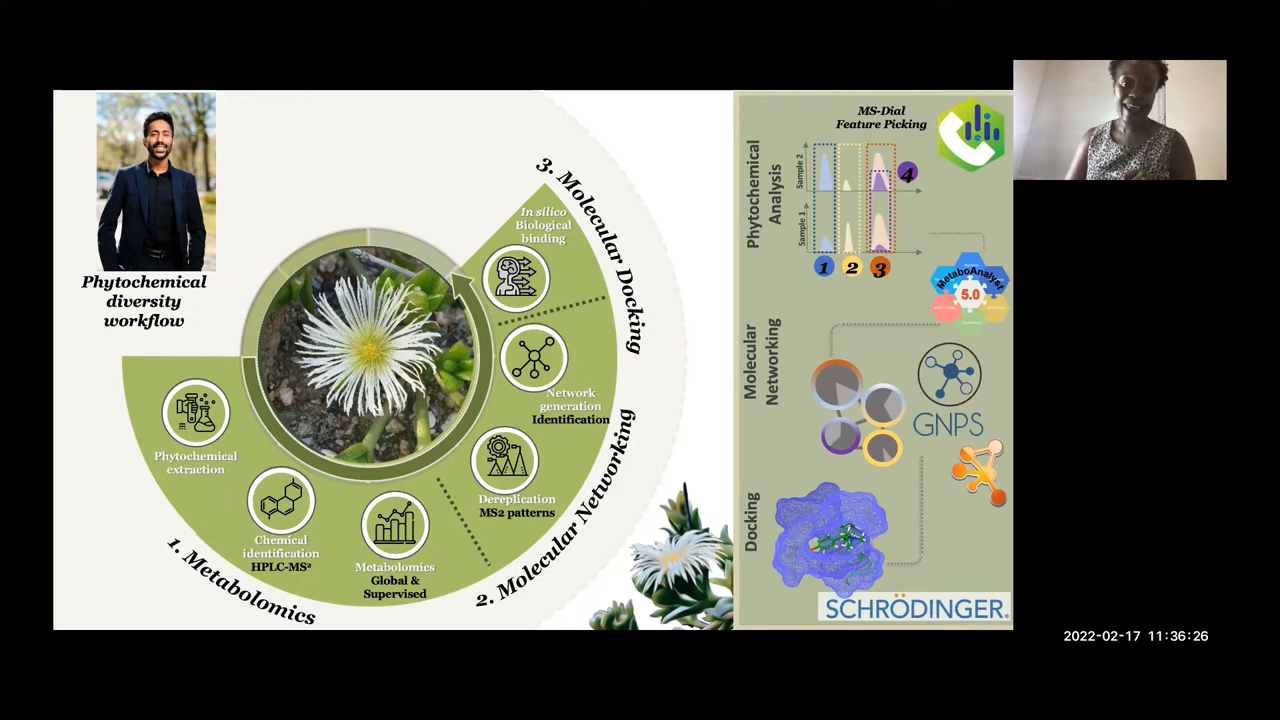 Phytochemical
diversity
workflow
Phytochemical
extraction
Chemical
identification
HPLC-MS²
Metabolomics
Global &
Supervised
1. Metabolomics
Dereplication
MS2 patterns
Network
generation
Identification
2. Molecular Networking
In silico
Biological
binding
3. Molecular Docking
MS-Dial
Feature Picking
Phytochemical
Analysis
Sample 2
Sample 1
4
1 2 3
MetaboAnalyst
5.0
Molecular
Networking
GNPS
Docking
SCHRÖDINGER®
2022-02-17 11:36:26